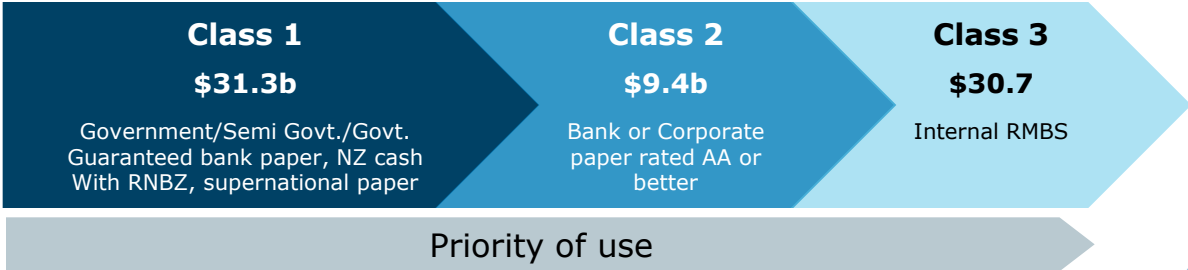 Class 1
$31.3b
Government/Semi Govt./Govt.
Guaranteed bank paper, NZ cash
With RNBZ, supernational paper
Class 2
$9.4b
Bank or Corporate
paper rated AA or
better
Class 3
$30.7
Internal RMBS
Priority of use